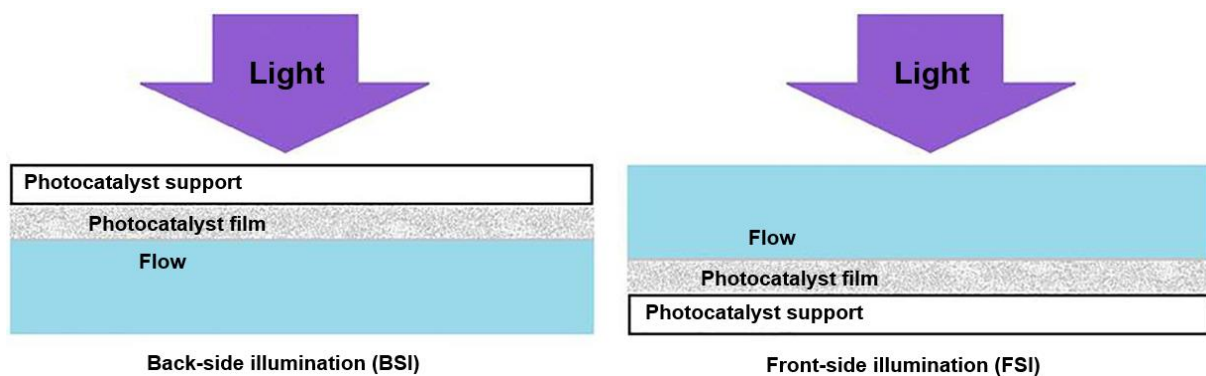 Light
Photocatalyst support
Photocatalyst film
Flow
Back-side illumination (BSI)
Light
Flow
Photocatalyst film
Photocatalyst support
Front-side illumination (FSI)